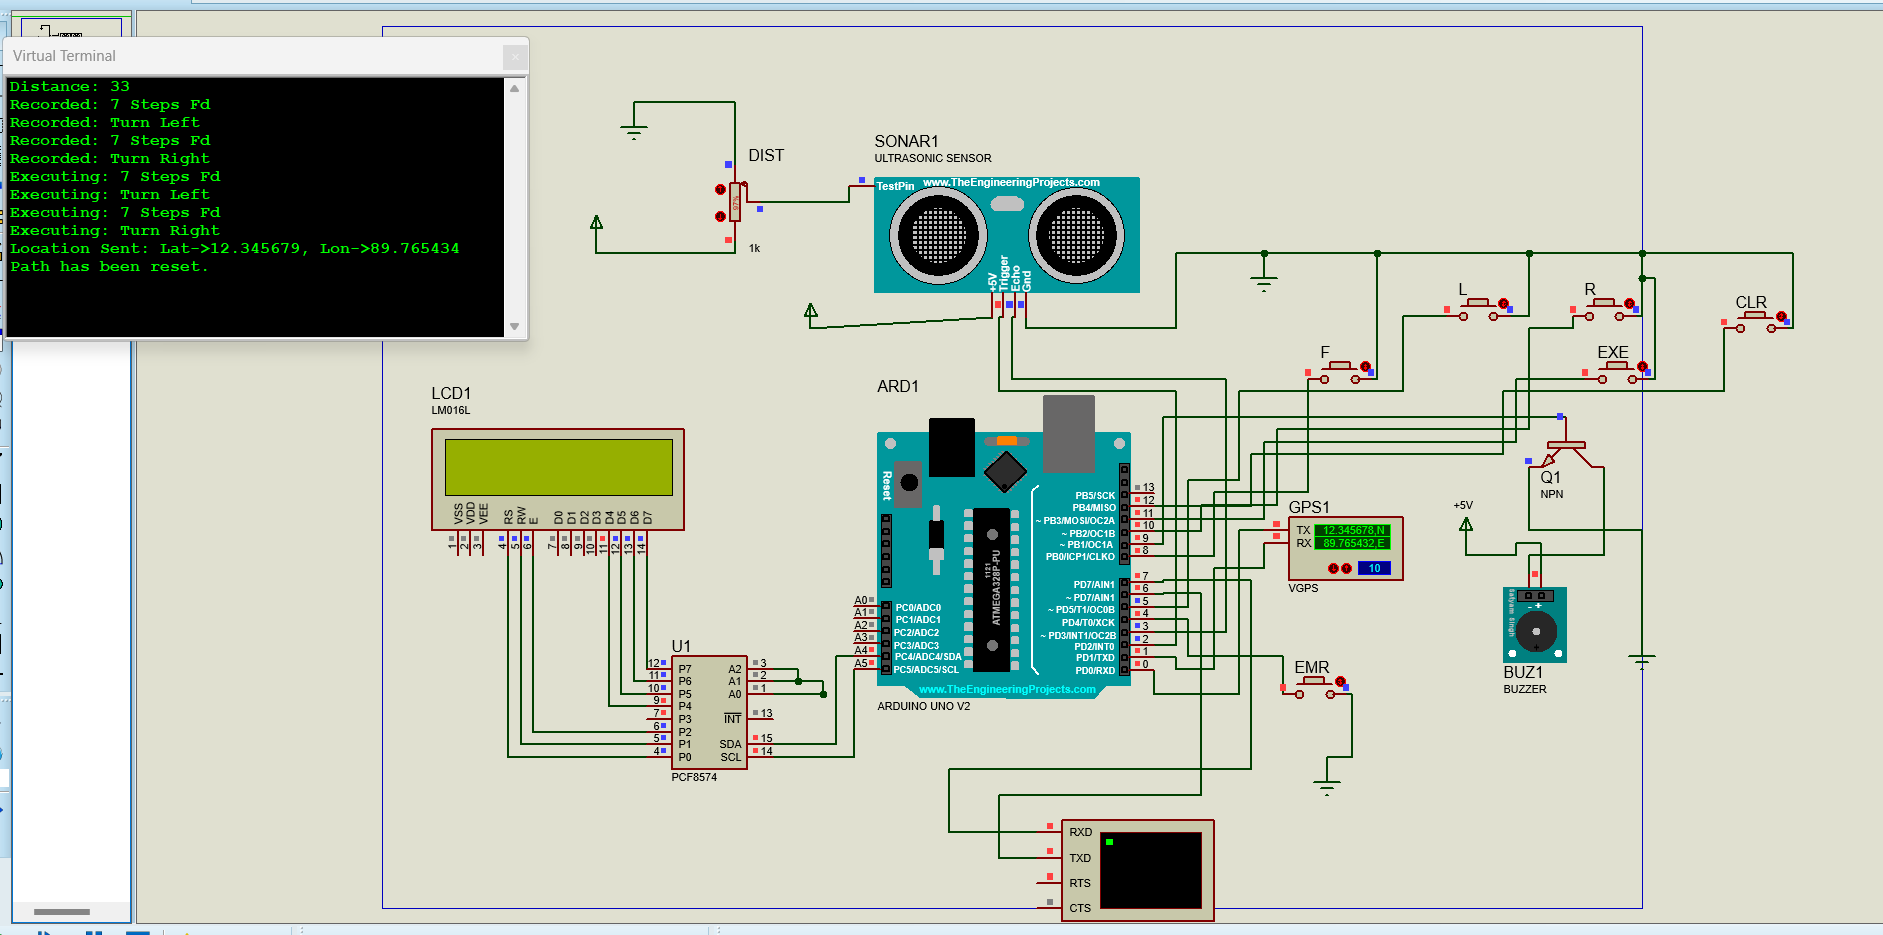 Virtual Terminal
Distance: 33
Recorded: 7 Steps Fd
Recorded: Turn Left
Recorded: 7 Steps Fd
Recorded: Turn Right
Executing: 7 Steps Fd
Executing: Turn Left
Executing: 7 Steps Fd
Executing: Turn Right
Location Sent: Lat->12.345679, Lon->89.765434
Path has been reset.
DIST
97%
1k
SONAR1
ULTRASONIC SENSOR
TestPin
www.TheEngineeringProjects.com
+5V
Trigger
Echo
Gnd
L
R
CLR
F
EXE
LCD1
LM016L
VSS
VDD
VEE
RS
RW
E
D0
D1
D2
D3
D4
D5
D6
D7
1
2
3
4
5
6
7
8
9
10
11
12
13
14
ARD1
Reset
1121
ATMEGA328P-PU
PB5/SCK 13
PB4/MISO 12
~ PB3/MOSI/OC2A 11
~ PB2/OC1B 10
~ PB1/OC1A 9
PB0/ICP1/CLKO 8
PD7/AIN1 7
~ PD7/AIN1 6
~ PD5/T1/OC0B 5
PD4/T0/XCK 4
~ PD3/INT1/OC2B 3
PD2/INT0 2
PD1/TXD 1
PD0/RXD 0
A0 PC0/ADC0
A1 PC1/ADC1
A2 PC2/ADC2
A3 PC3/ADC3
A4 PC4/ADC4/SDA
A5 PC5/ADC5/SCL
www.TheEngineeringProjects.com
ARDUINO UNO V2
Q1
NPN
GPS1
TX 12.345678,N
RX 89.765432,E
10
VGPS
+5V
Satyam Singh
- +
BUZ1
BUZZER
EMR
U1
12 P7 A2 3
11 P6 A1 2
10 P5 A0 1
9 P4
7 P3 INT 13
6 P2
5 P1 SDA 15
4 P0 SCL 14
PCF8574
RXD
TXD
RTS
CTS